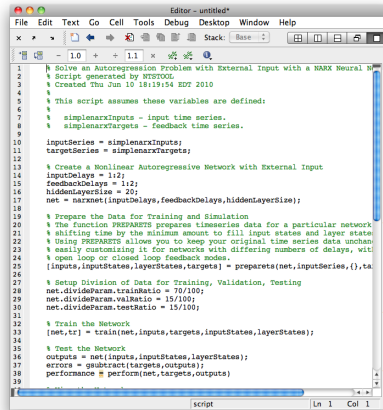 Editor - untitled*
File Edit Text Go Cell Tools Debug Desktop Window Help
Stack: Base
- 1.0 + ÷ 1.1 ×
1 % Solve an Autoregression Problem with External Input with a NARX Neural N
2 % Script generated by NTSTOOL
3 % Created Thu Jun 10 18:19:54 EDT 2010
4 %
5 % This script assumes these variables are defined:
6 %
7 %   simplenarxInputs - input time series.
8 %   simplenarxTargets - feedback time series.
9
10 inputSeries = simplenarxInputs;
11 targetSeries = simplenarxTargets;
12
13 % Create a Nonlinear Autoregressive Network with External Input
14 inputDelays = 1:2;
15 feedbackDelays = 1:2;
16 hiddenLayerSize = 20;
17 net = narxnet(inputDelays,feedbackDelays,hiddenLayerSize);
18
19 % Prepare the Data for Training and Simulation
20 % The function PREPARETS prepares timeseries data for a particular network
21 % shifting time by the minimum amount to fill input states and layer state
22 % Using PREPARETS allows you to keep your original time series data unchan
23 % easily customizing it for networks with differing numbers of delays, wit
24 % open loop or closed loop feedback modes.
25 [inputs,inputStates,layerStates,targets] = preparets(net,inputSeries,{},ta
26
27 % Setup Division of Data for Training, Validation, Testing
28 net.divideParam.trainRatio = 70/100;
29 net.divideParam.valRatio = 15/100;
30 net.divideParam.testRatio = 15/100;
31
32 % Train the Network
33 [net,tr] = train(net,inputs,targets,inputStates,layerStates);
34
35 % Test the Network
36 outputs = net(inputs,inputStates,layerStates);
37 errors = gsubtract(targets,outputs);
38 performance = perform(net,targets,outputs)
39
script Ln 1 Col 1